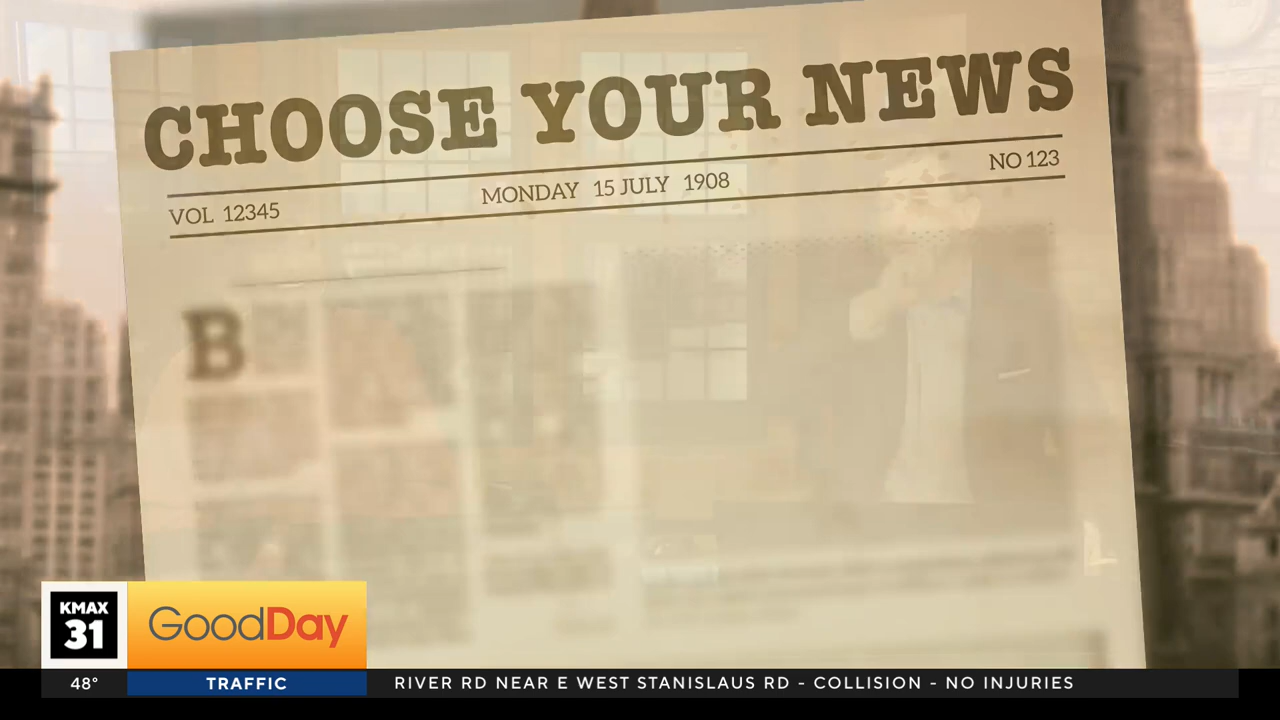 CHOOSE YOUR NEWS
VOL 12345 MONDAY 15 JULY 1908 NO 123
B
KMAX
31
GoodDay
48° TRAFFIC RIVER RD NEAR E WEST STANISLAUS RD - COLLISION - NO INJURIES